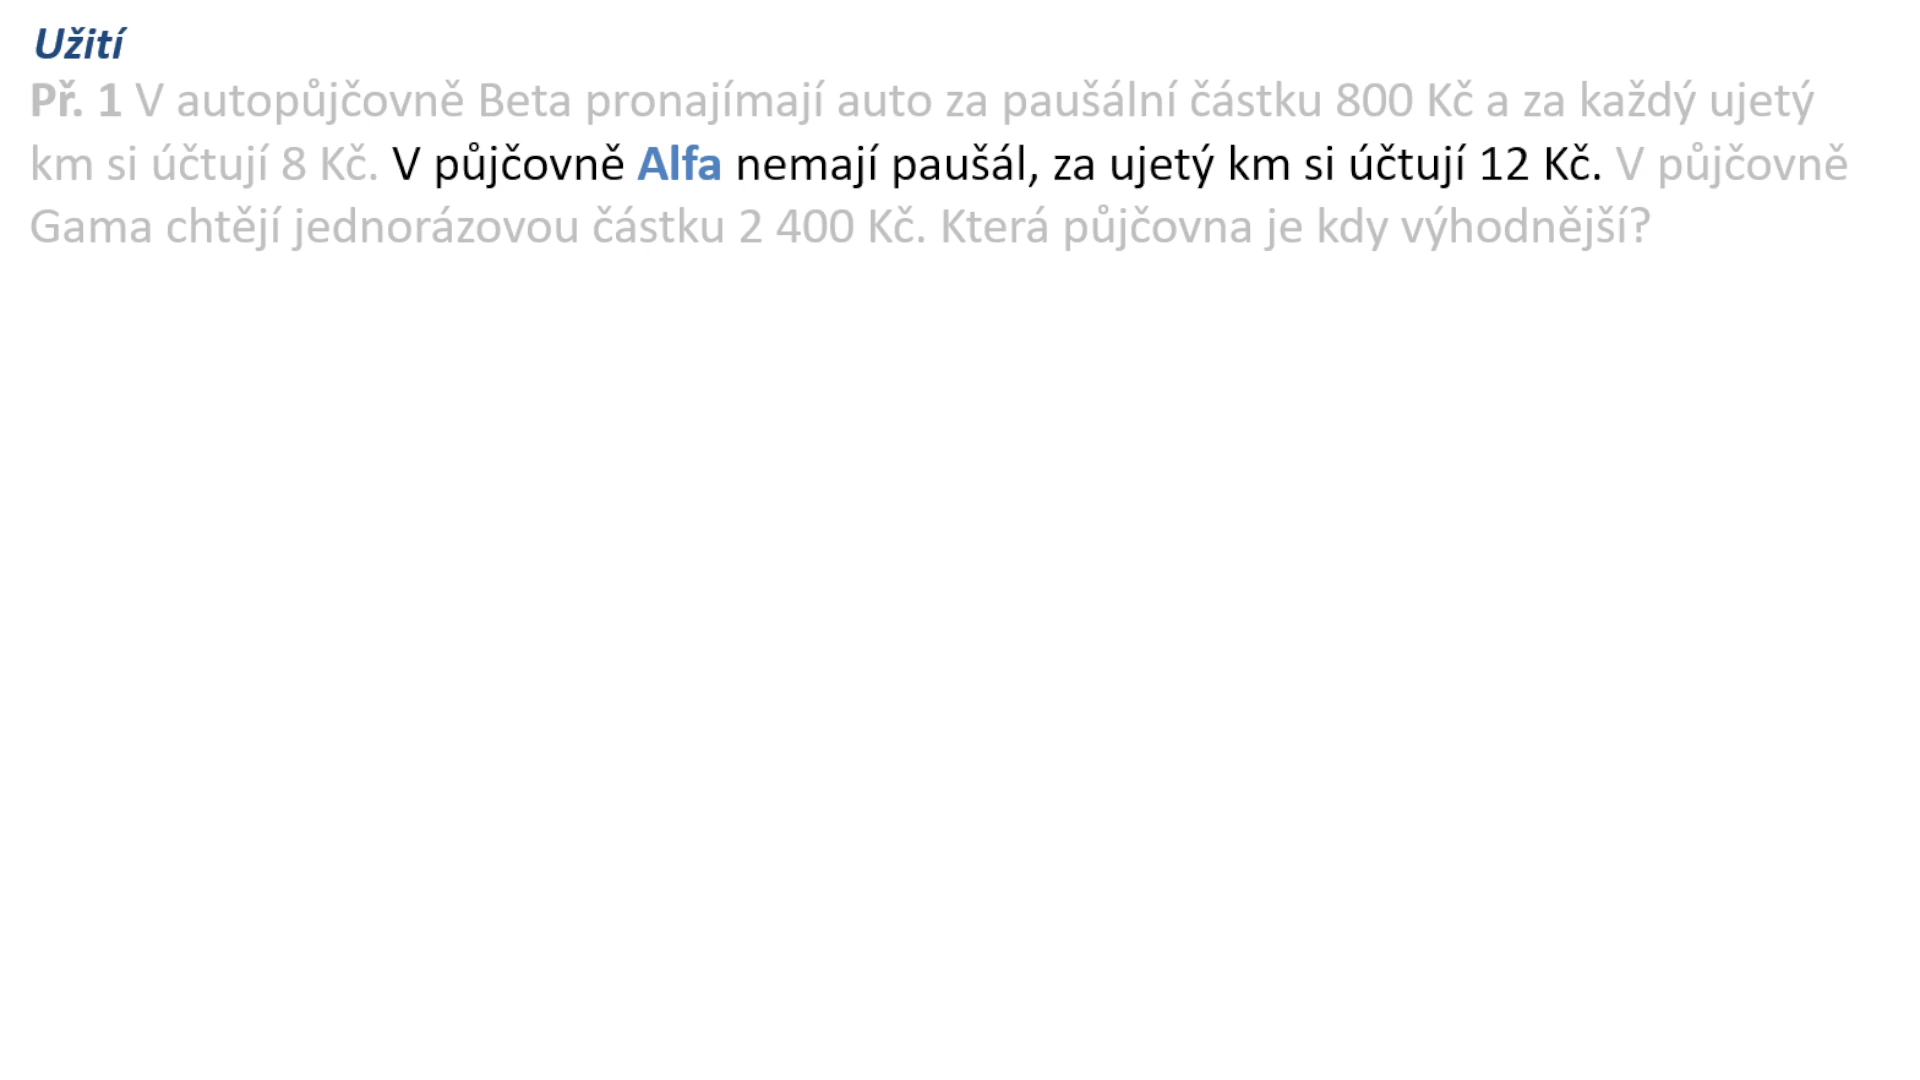 Užití
Př. 1 V autopůjčovně Beta pronajímají auto za paušální částku 800 Kč a za každý ujetý
km si účtují 8 Kč. V půjčovně Alfa nemají paušál, za ujetý km si účtují 12 Kč. V půjčovně
Gama chtějí jednorázovou částku 2 400 Kč. Která půjčovna je kdy výhodnější?